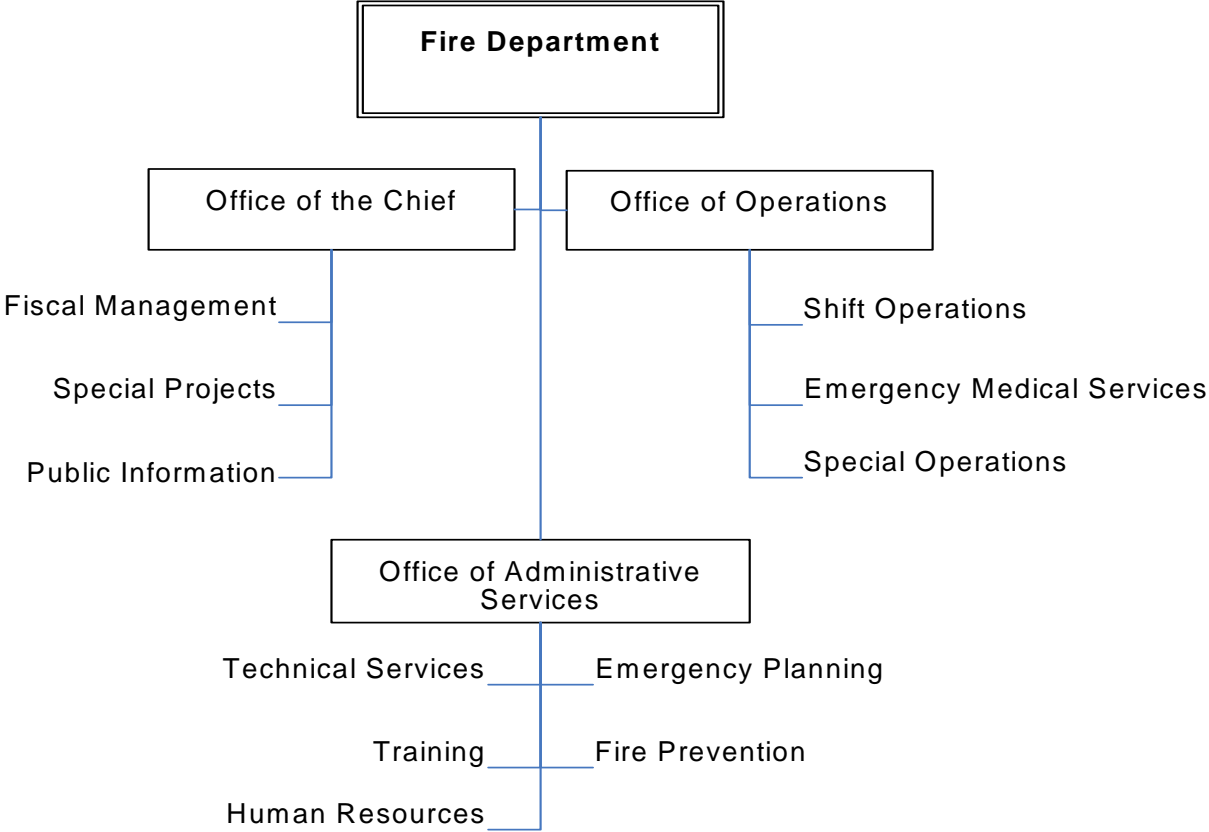 Fire Department
Office of the Chief
Office of Operations
Fiscal Management
Shift Operations
Special Projects
Emergency Medical Services
Public Information
Special Operations
Office of Administrative
Services
Technical Services
Emergency Planning
Training
Fire Prevention
Human Resources